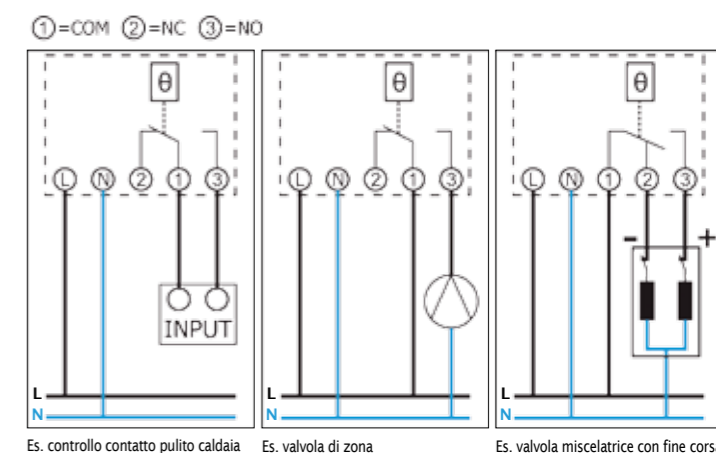 ①=COM ②=NC ③=NO
θ θ θ
L N 2 1 3
L N 2 1 3
L N 1 2 3
- +
INPUT
L L L
N N N
Es. controllo contatto pulito caldaia
Es. valvola di zona
Es. valvola miscelatrice con fine corsa